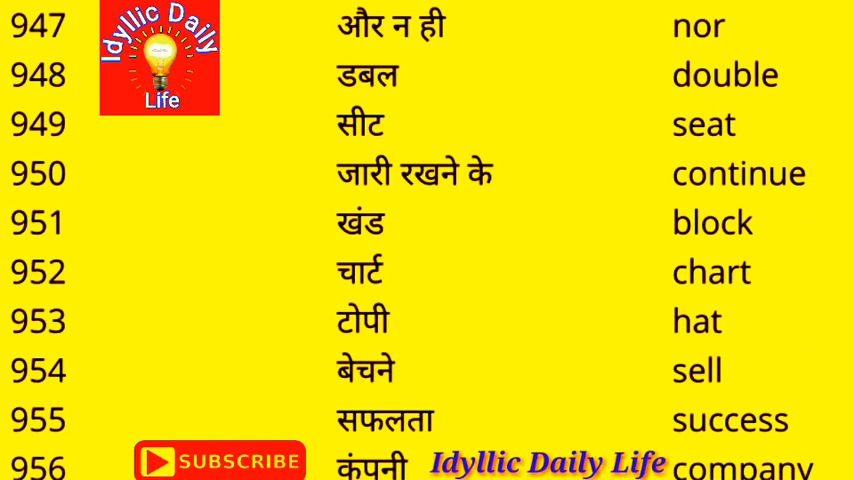 947 और न ही nor
Idyllic Daily
Life
948 डबल double
949 सीट seat
950 जारी रखने के continue
951 खंड block
952 चार्ट chart
953 टोपी hat
954 बेचने sell
955 सफलता success
956 कंपनी company
SUBSCRIBE
Idyllic Daily Life